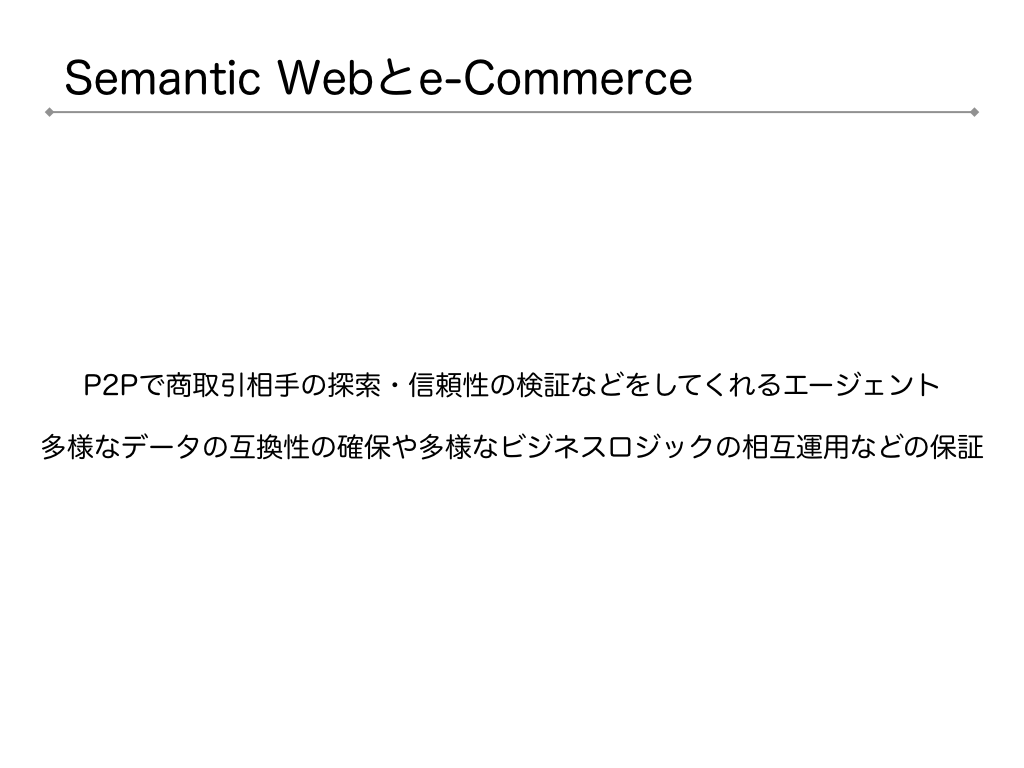 Semantic Webとe-Commerce
P2Pで商取引相手の探索・信頼性の検証などをしてくれるエージェント
多様なデータの互換性の確保や多様なビジネスロジックの相互運用などの保証